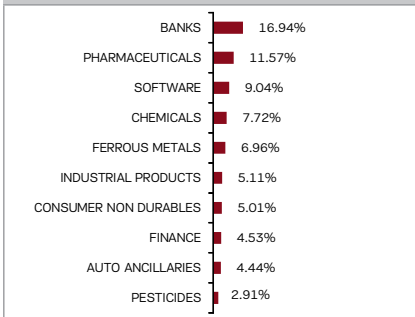 BANKS 16.94%
PHARMACEUTICALS 11.57%
SOFTWARE 9.04%
CHEMICALS 7.72%
FERROUS METALS 6.96%
INDUSTRIAL PRODUCTS 5.11%
CONSUMER NON DURABLES 5.01%
FINANCE 4.53%
AUTO ANCILLARIES 4.44%
PESTICIDES 2.91%